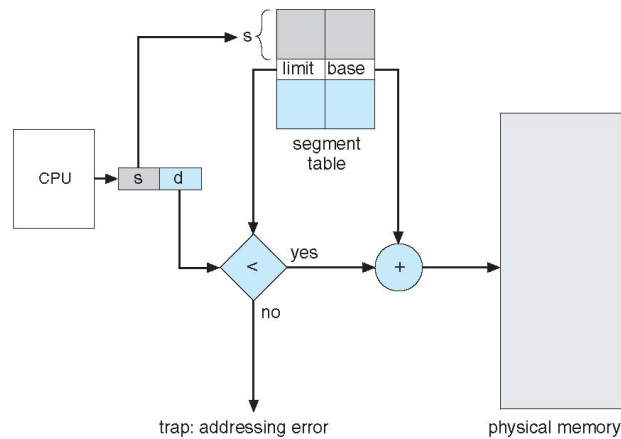 s
limit base
segment
table
CPU
s d
< yes +
no
trap: addressing error
physical memory